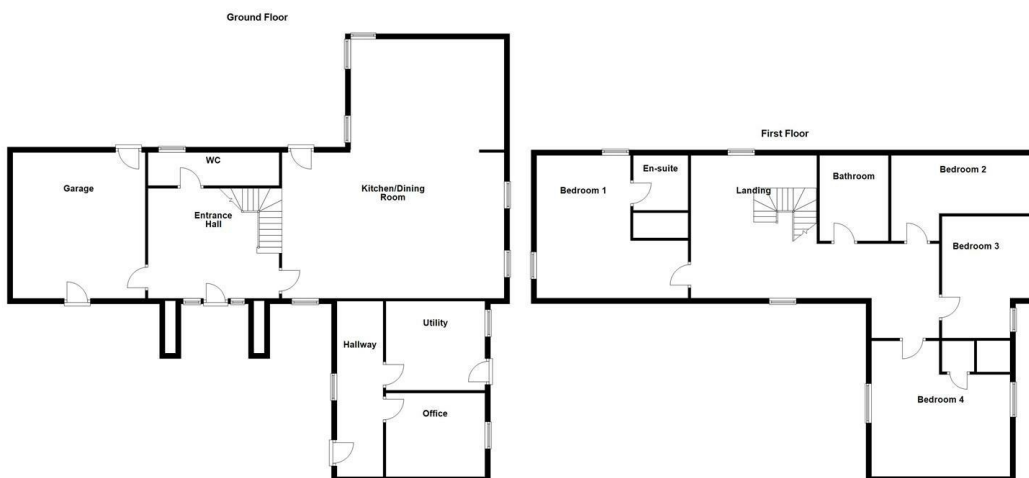 Ground Floor
WC
Garage
Kitchen/Dining
Room
Entrance
Hall
Utility
Hallway
Office
First Floor
En-suite
Bedroom 1
Landing
Bathroom
Bedroom 2
Bedroom 3
Bedroom 4